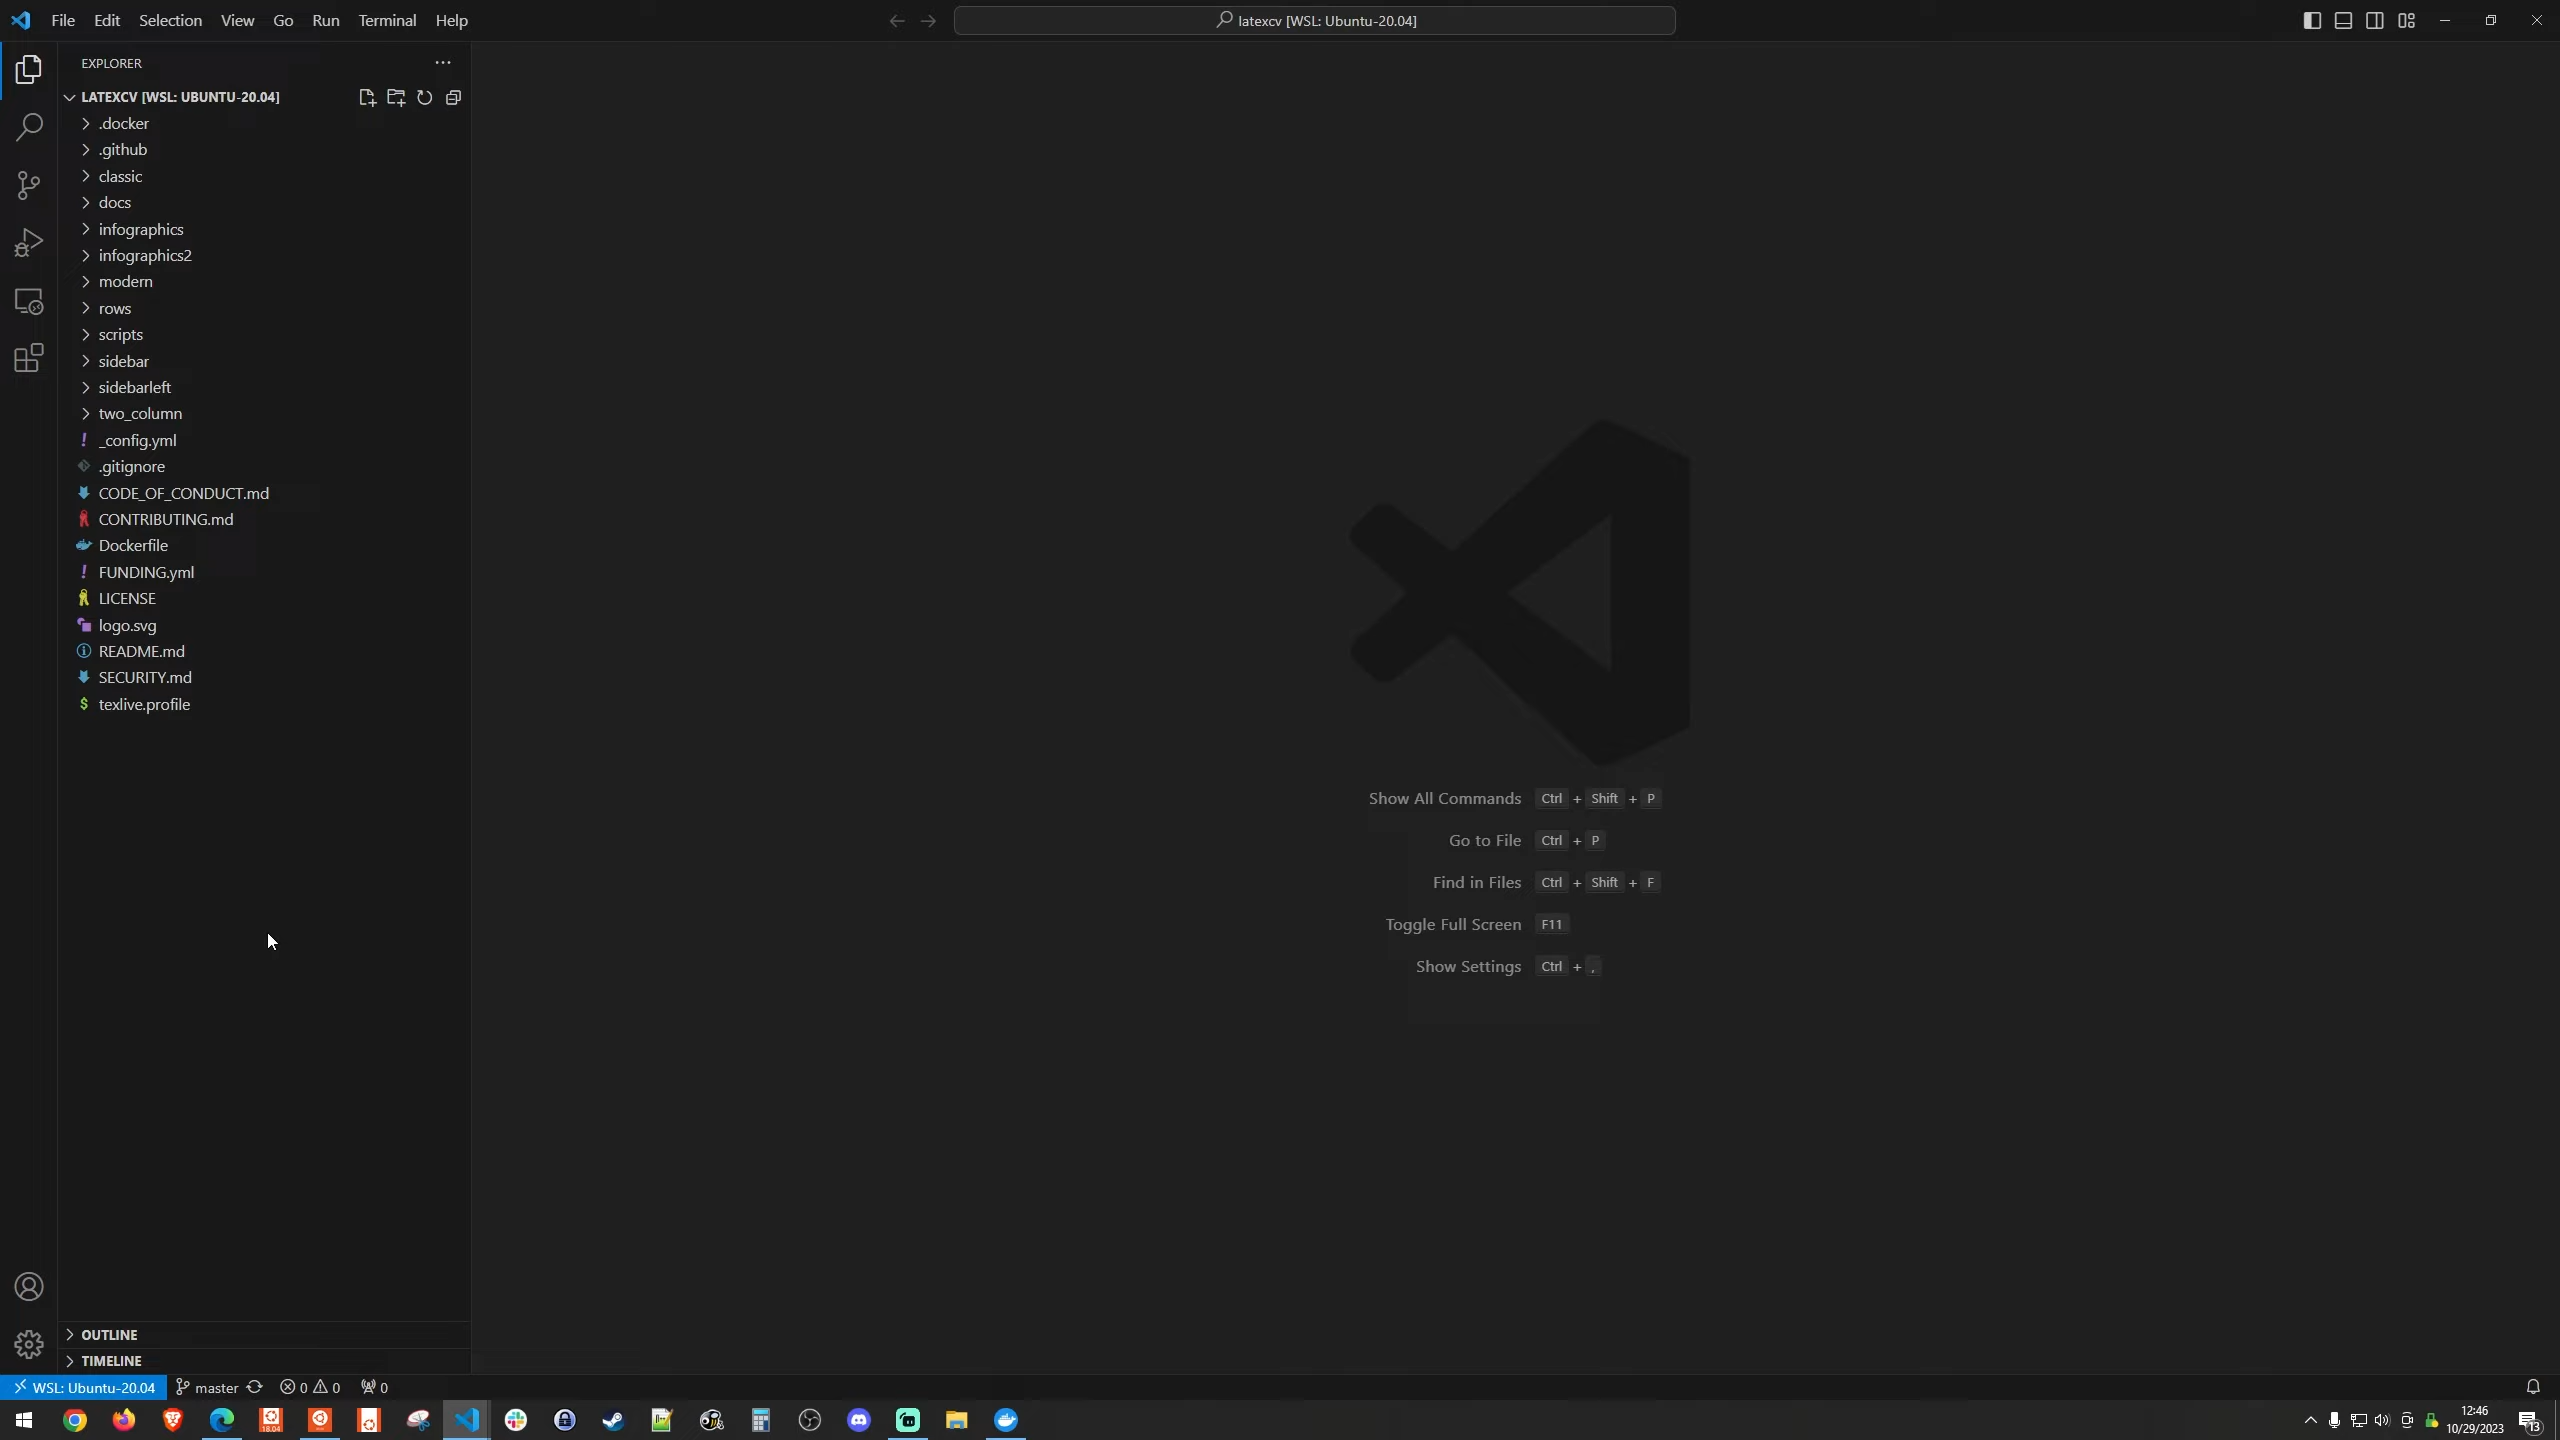 File Edit Selection View Go Run Terminal Help
latexcv [WSL: Ubuntu-20.04]
EXPLORER
LATEXCV [WSL: UBUNTU-20.04]
.docker
.github
classic
docs
infographics
infographics2
modern
rows
scripts
sidebar
sidebarleft
two_column
_config.yml
.gitignore
CODE_OF_CONDUCT.md
CONTRIBUTING.md
Dockerfile
FUNDING.yml
LICENSE
logo.svg
README.md
SECURITY.md
texlive.profile
Show All Commands Ctrl + Shift + P
Go to File Ctrl + P
Find in Files Ctrl + Shift + F
Toggle Full Screen F11
Show Settings Ctrl + ,
OUTLINE
TIMELINE
WSL: Ubuntu-20.04 master 0 0 0
18.04
12:46
10/29/2023
13